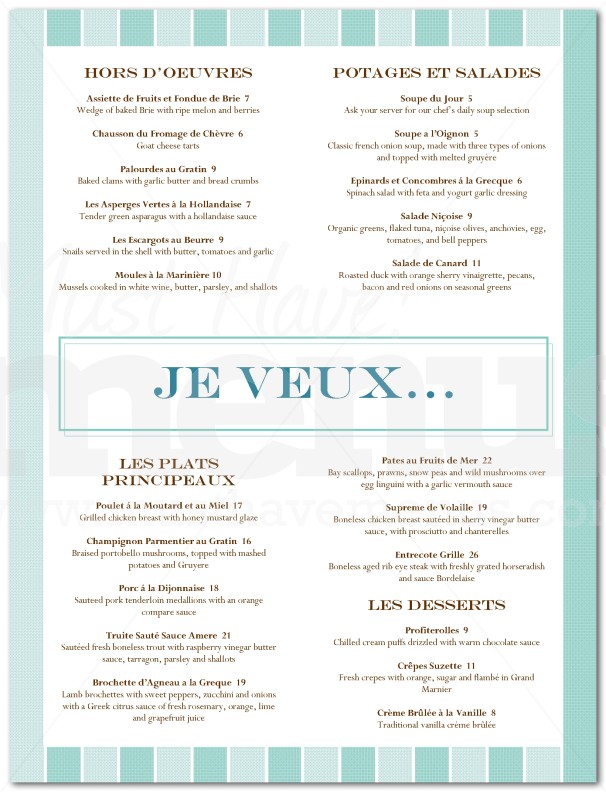 HORS D'OEUVRES
Assiette de Fruits et Fondue de Brie 7
Wedge of baked Brie with ripe melon and berries
Chausson du Fromage de Chèvre 6
Goat cheese tarts
Palourdes au Gratin 9
Baked clams with garlic butter and bread crumbs
Les Asperges Vertes à la Hollandaise 7
Tender green asparagus with a hollandaise sauce
Les Escargots au Beurre 9
Snails served in the shell with butter, tomatoes and garlic
Moules à la Marinière 10
Mussels cooked in white wine, butter, parsley, and shallots
POTAGES ET SALADES
Soupe du Jour 5
Ask your server for our chef's daily soup selection
Soupe a l'Oignon 5
Classic french onion soup, made with three types of onions
and topped with melted gruyère
Epinards et Concombres á la Grecque 6
Spinach salad with feta and yogurt garlic dressing
Salade Niçoise 9
Organic greens, flaked tuna, niçoise olives, anchovies, egg,
tomatoes, and bell peppers
Salade de Canard 11
Roasted duck with orange sherry vinaigrette, pecans,
bacon and red onions on seasonal greens
Must Have!
menus
JE VEUX...
LES PLATS
PRINCIPEAUX
Poulet á la Moutard et au Miel 17
Grilled chicken breast with honey mustard glaze
Champignon Parmentier au Gratin 16
Braised portobello mushrooms, topped with mashed
potatoes and Gruyere
Porc á la Dijonnaise 18
Sauteed pork tenderloin medallions with an orange
compare sauce
Truite Sauté Sauce Amere 21
Sautéed fresh boneless trout with raspberry vinegar butter
sauce, tarragon, parsley and shallots
Brochette d'Agneau a la Greque 19
Lamb brochettes with sweet peppers, zucchini and onions
with a Greek citrus sauce of fresh rosemary, orange, lime
and grapefruit juice
Pates au Fruits de Mer 22
Bay scallops, prawns, snow peas and wild mushrooms over
egg linguini with a garlic vermouth sauce
Supreme de Volaille 19
Boneless chicken breast sautéed in sherry vinegar butter
sauce, with prosciutto and chanterelles
Entrecote Grille 26
Boneless aged rib eye steak with freshly grated horseradish
and sauce Bordelaise
LES DESSERTS
Profiterolles 9
Chilled cream puffs drizzled with warm chocolate sauce
Crêpes Suzette 11
Fresh crepes with orange, sugar and flambé in Grand
Marnier
Crème Brûlée à la Vanille 8
Traditional vanilla crème brûlée